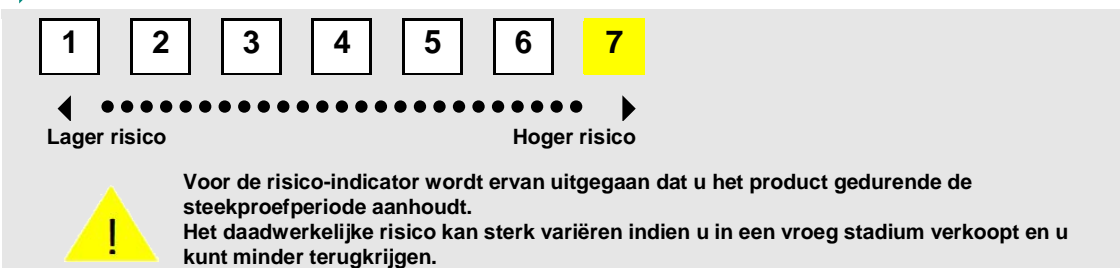 1 2 3 4 5 6 7
Lager risico Hoger risico
Voor de risico-indicator wordt ervan uitgegaan dat u het product gedurende de
steekproefperiode aanhoudt.
!
Het daadwerkelijke risico kan sterk variëren indien u in een vroeg stadium verkoopt en u
kunt minder terugkrijgen.